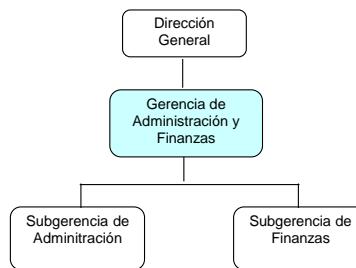 Dirección
General
Gerencia de
Administración y
Finanzas
Subgerencia de
Adminitración
Subgerencia de
Finanzas